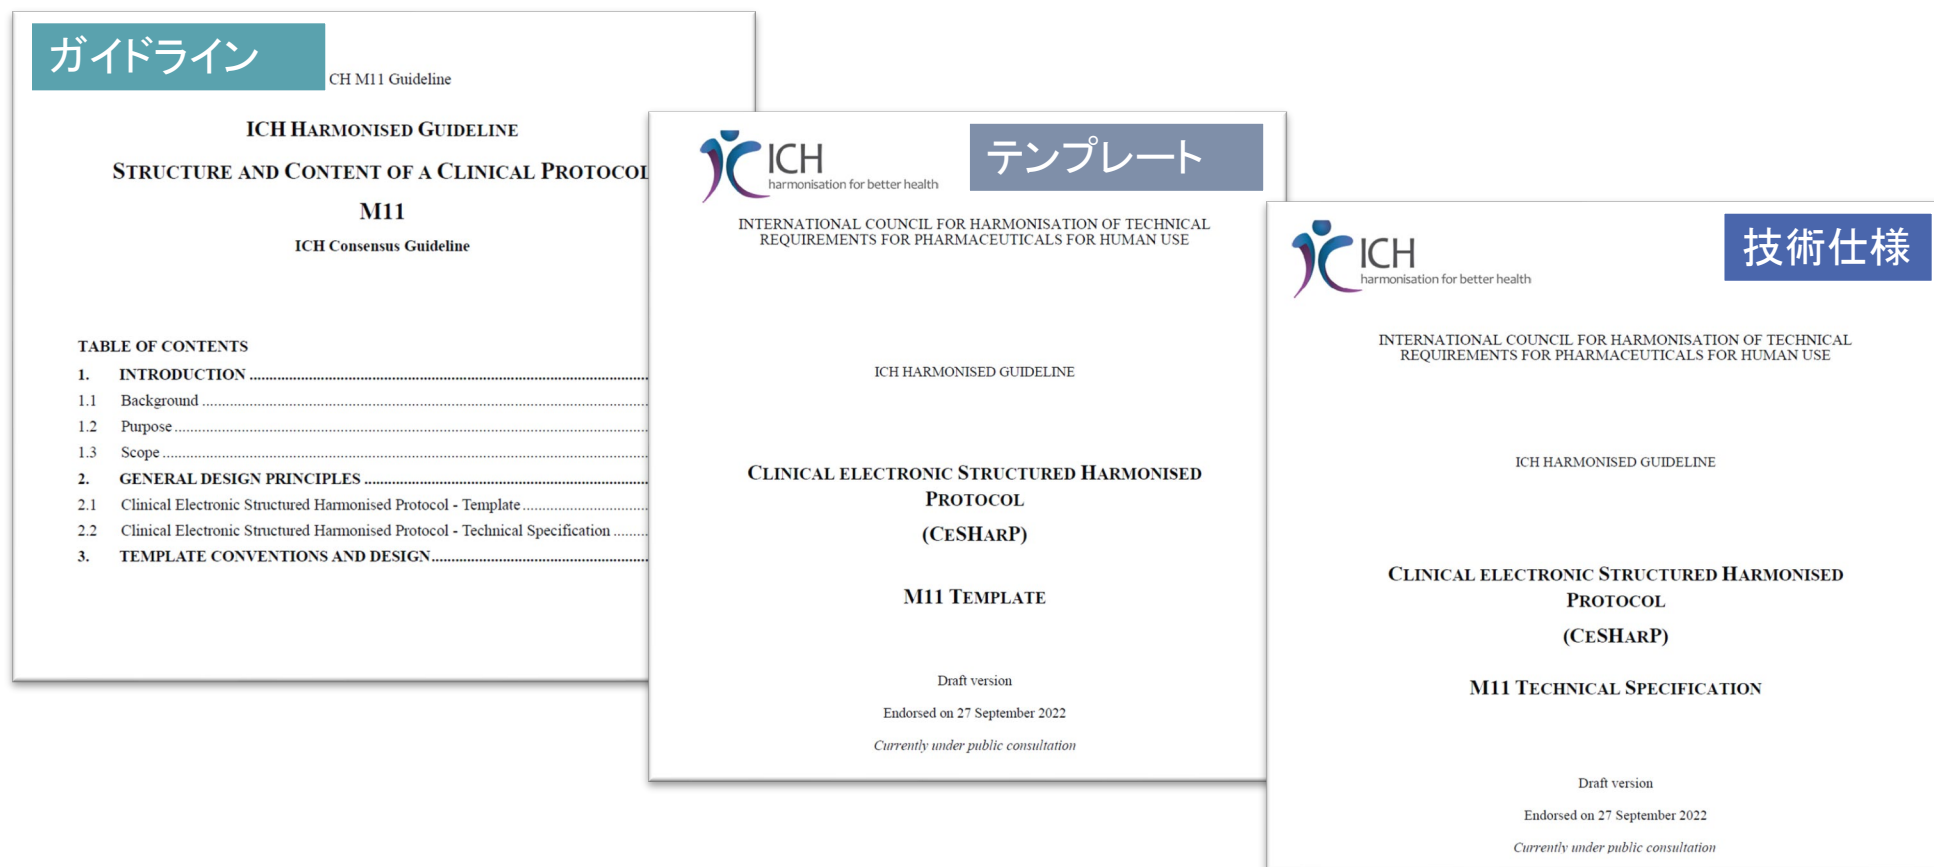 ガイドライン
CH M11 Guideline
ICH HARMONISED GUIDELINE
STRUCTURE AND CONTENT OF A CLINICAL PROTOCOL
M11
ICH Consensus Guideline
TABLE OF CONTENTS
1. INTRODUCTION
1.1 Background
1.2 Purpose
1.3 Scope
2. GENERAL DESIGN PRINCIPLES
2.1 Clinical Electronic Structured Harmonised Protocol - Template
2.2 Clinical Electronic Structured Harmonised Protocol - Technical Specification
3. TEMPLATE CONVENTIONS AND DESIGN
ICH
harmonisation for better health
テンプレート
INTERNATIONAL COUNCIL FOR HARMONISATION OF TECHNICAL
REQUIREMENTS FOR PHARMACEUTICALS FOR HUMAN USE
ICH HARMONISED GUIDELINE
CLINICAL ELECTRONIC STRUCTURED HARMONISED
PROTOCOL
(CESHARP)
M11 TEMPLATE
Draft version
Endorsed on 27 September 2022
Currently under public consultation
ICH
harmonisation for better health
技術仕様
INTERNATIONAL COUNCIL FOR HARMONISATION OF TECHNICAL
REQUIREMENTS FOR PHARMACEUTICALS FOR HUMAN USE
ICH HARMONISED GUIDELINE
CLINICAL ELECTRONIC STRUCTURED HARMONISED
PROTOCOL
(CESHARP)
M11 TECHNICAL SPECIFICATION
Draft version
Endorsed on 27 September 2022
Currently under public consultation